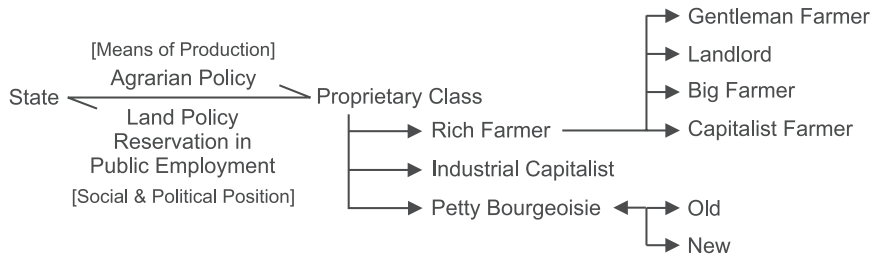 Gentleman Farmer
[Means of Production]
Landlord
Agrarian Policy
State
Proprietary Class
Big Farmer
Land Policy
Reservation in
Public Employment
Rich Farmer
Capitalist Farmer
Industrial Capitalist
[Social & Political Position]
Petty Bourgeoisie
Old
New